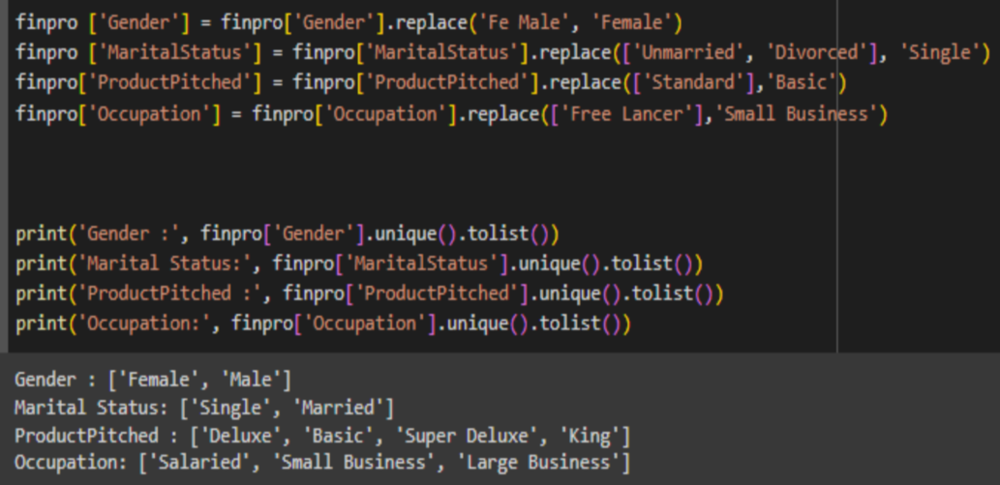 finpro ['Gender'] = finpro['Gender'].replace('Fe Male', 'Female')
finpro ['MaritalStatus'] = finpro['MaritalStatus'].replace(['Unmarried', 'Divorced'], 'Single')
finpro['ProductPitched'] = finpro['ProductPitched'].replace(['Standard'],'Basic')
finpro['Occupation'] = finpro['Occupation'].replace(['Free Lancer'],'Small Business')
print('Gender :', finpro['Gender'].unique().tolist())
print('Marital Status:', finpro['MaritalStatus'].unique().tolist())
print('ProductPitched :', finpro['ProductPitched'].unique().tolist())
print('Occupation:', finpro['Occupation'].unique().tolist())
Gender : ['Female', 'Male']
Marital Status: ['Single', 'Married']
ProductPitched : ['Deluxe', 'Basic', 'Super Deluxe', 'King']
Occupation: ['Salaried', 'Small Business', 'Large Business']